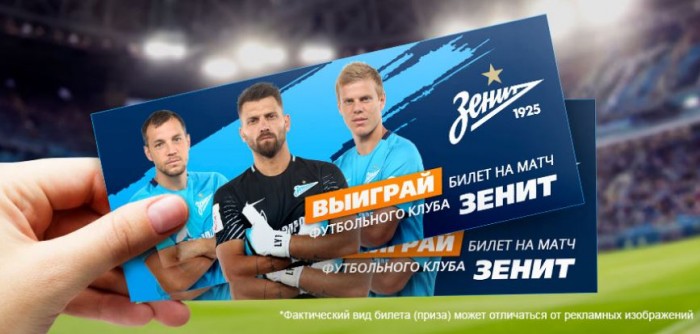 Зенит
1925
ВЫИГРАЙ БИЛЕТ НА МАТЧ
ФУТБОЛЬНОГО КЛУБА ЗЕНИТ
ГРАЙ БИЛЕТ НА МАТЧ
ФУТБОЛЬНОГО КЛУБА ЗЕНИТ
*Фактический вид билета (приза) может отличаться от рекламных изображений